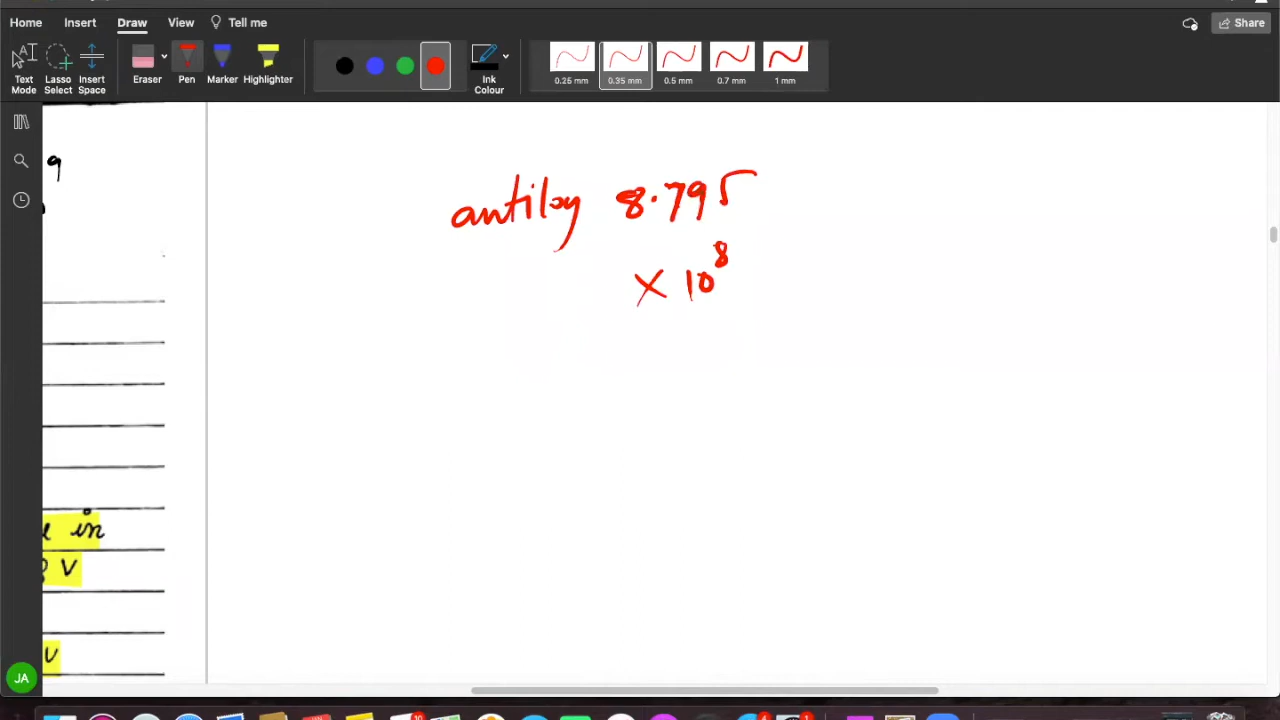 Home Insert Draw View Tell me Share
Text Mode Lasso Select Insert Space Eraser Pen Marker Highlighter Ink Colour 0.25 mm 0.35 mm 0.5 mm 0.7 mm 1 mm
9
antilog 8.795
× 10⁸
in
V
V
JA